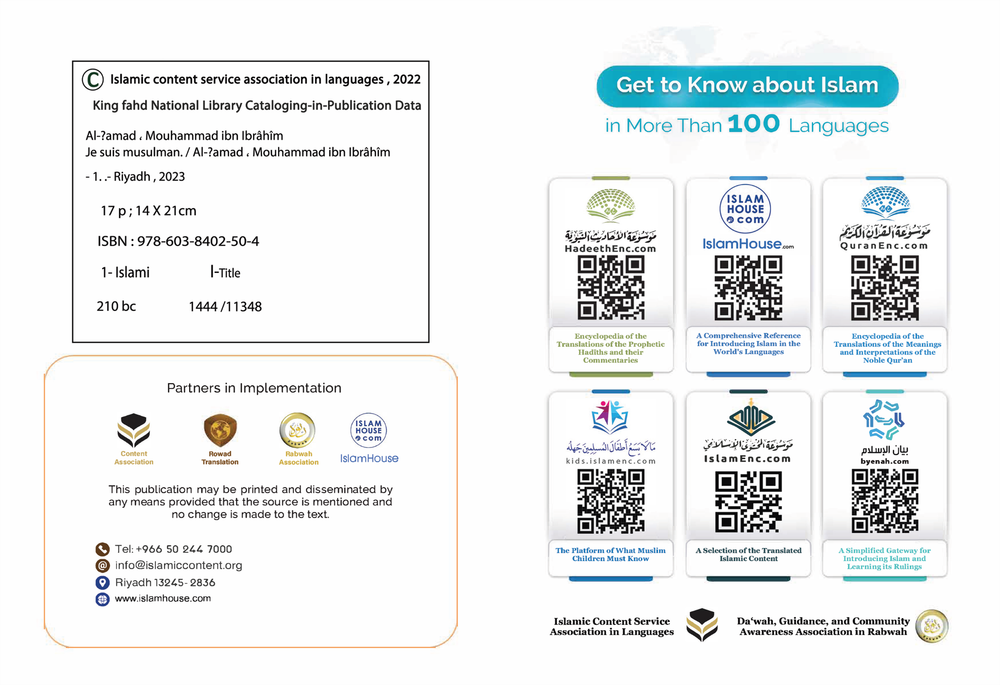 © Islamic content service association in languages , 2022
King fahd National Library Cataloging-in-Publication Data
Al-?amad ، Mouhammad ibn Ibrâhîm
Je suis musulman. / Al-?amad ، Mouhammad ibn Ibrâhîm
- 1. .- Riyadh , 2023
17 p ; 14 X 21cm
ISBN : 978-603-8402-50-4
1- Islami I-Title
210 bc 1444 /11348
Partners in Implementation
Content
Association
Rowad
Translation
Rabwah
Rabwah
Association
ISLAM
HOUSE
com
IslamHouse
This publication may be printed and disseminated by
any means provided that the source is mentioned and
no change is made to the text.
Tel: +966 50 244 7000
info@islamiccontent.org
Riyadh 13245- 2836
www.islamhouse.com
Get to Know about Islam
in More Than 100 Languages
موسوعة الأحاديث النبوية
HadeethEnc.com
Encyclopedia of the
Translations of the Prophetic
Hadīths and their
Commentaries
ISLAM
HOUSE
com
IslamHouse.com
A Comprehensive Reference
for Introducing Islam in the
World's Languages
مَوْسُوعَة القُرْآن الكَرِيْم
QuranEnc.com
Encyclopedia of the
Translations of the Meanings
and Interpretations of the
Noble Qur'an
مَا لَا يَسَعُ أَطْفَالَ المُسْلِمِينَ جَهْلُه
kids.islamenc.com
The Platform of What Muslim
Children Must Know
موسوعة المحتوى الإسلامي
IslamEnc.com
A Selection of the Translated
Islamic Content
بيان الإسلام
byenah.com
A Simplified Gateway for
Introducing Islam and
Learning its Rulings
Islamic Content Service
Association in Languages
Da‘wah, Guidance, and Community
Awareness Association in Rabwah
Rabwah